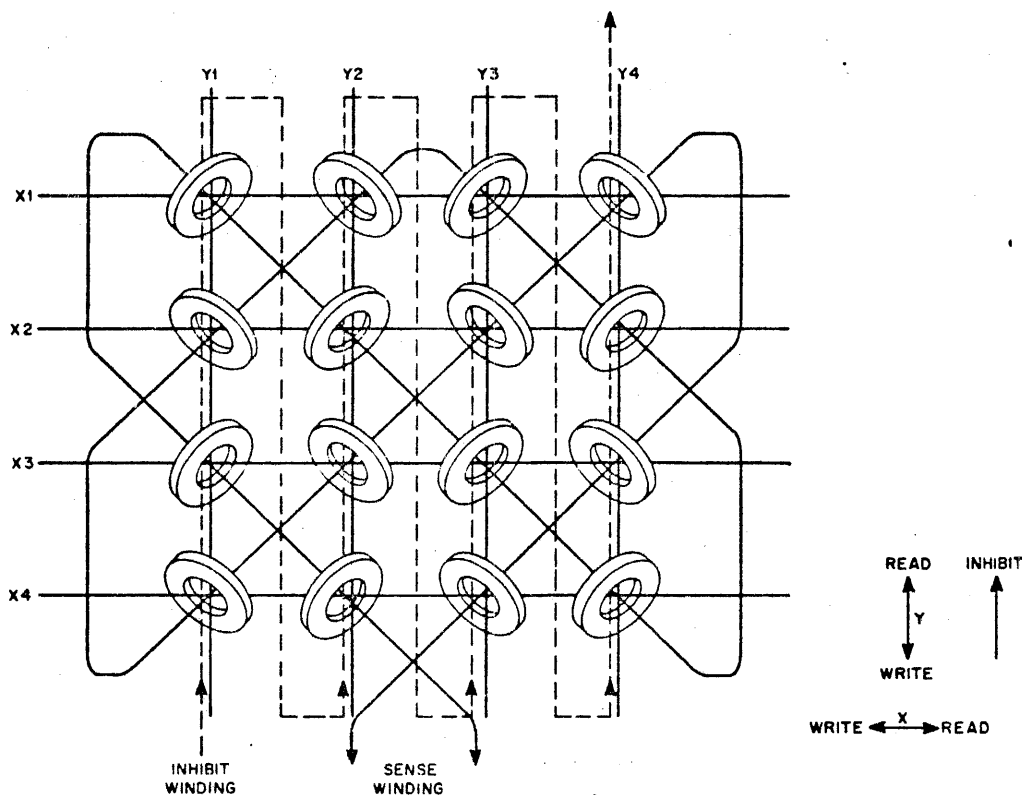 Y1 Y2 Y3 Y4
X1
X2
X3
X4
READ INHIBIT
Y
WRITE
WRITE X READ
INHIBIT SENSE
WINDING WINDING